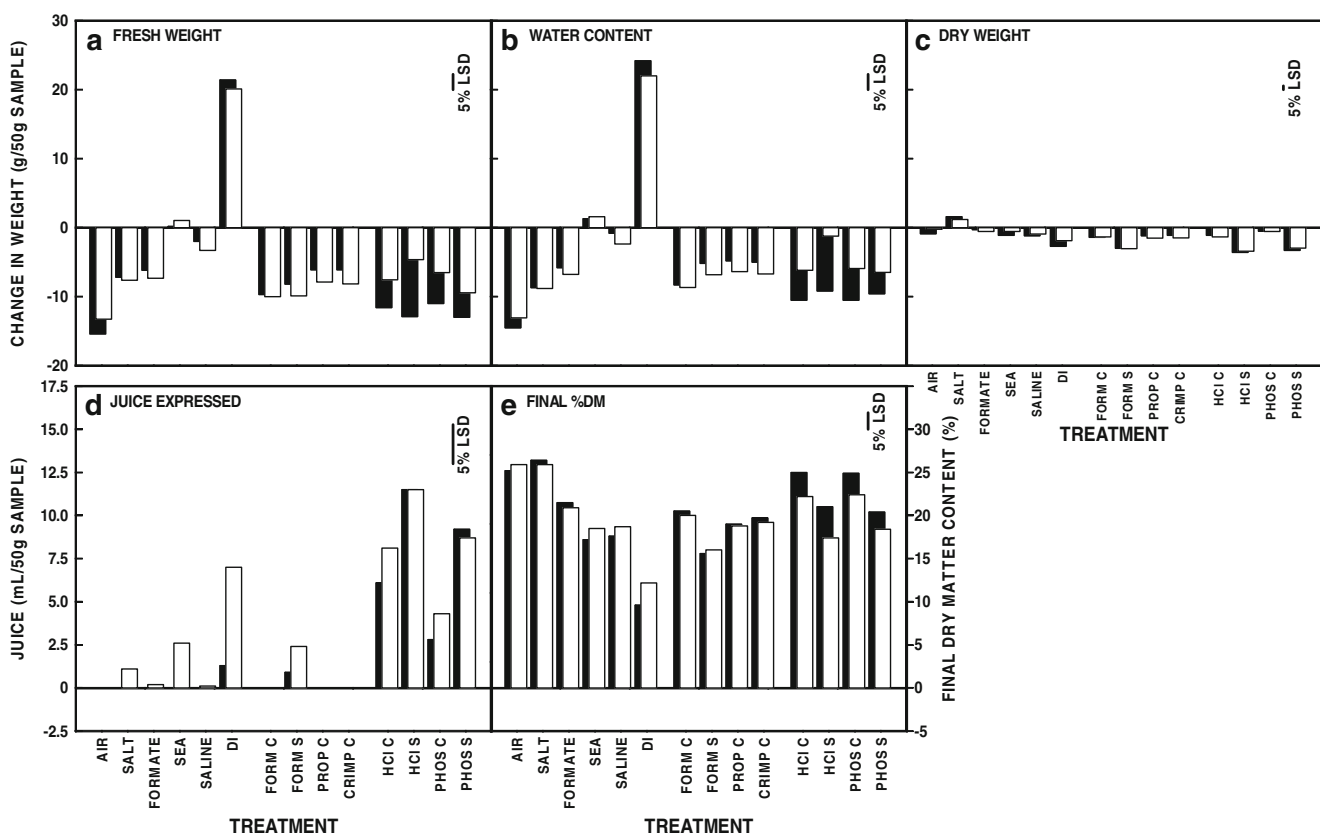 a FRESH WEIGHT
b WATER CONTENT
c DRY WEIGHT
5% LSD
5% LSD
5% LSD
CHANGE IN WEIGHT (g/50g SAMPLE)
30
20
10
0
-10
-20
AIR
SALT
FORMATE
SEA
SALINE
DI
FORM C
FORM S
PROP C
CRIMP C
HCl C
HCl S
PHOS C
PHOS S
TREATMENT
d JUICE EXPRESSED
e FINAL %DM
5% LSD
5% LSD
JUICE (mL/50g SAMPLE)
17.5
15.0
12.5
10.0
7.5
5.0
2.5
0
-2.5
30
25
20
15
10
5
0
-5
FINAL DRY MATTER CONTENT (%)
AIR
SALT
FORMATE
SEA
SALINE
DI
FORM C
FORM S
PROP C
CRIMP C
HCl C
HCl S
PHOS C
PHOS S
AIR
SALT
FORMATE
SEA
SALINE
DI
FORM C
FORM S
PROP C
CRIMP C
HCl C
HCl S
PHOS C
PHOS S
TREATMENT
TREATMENT